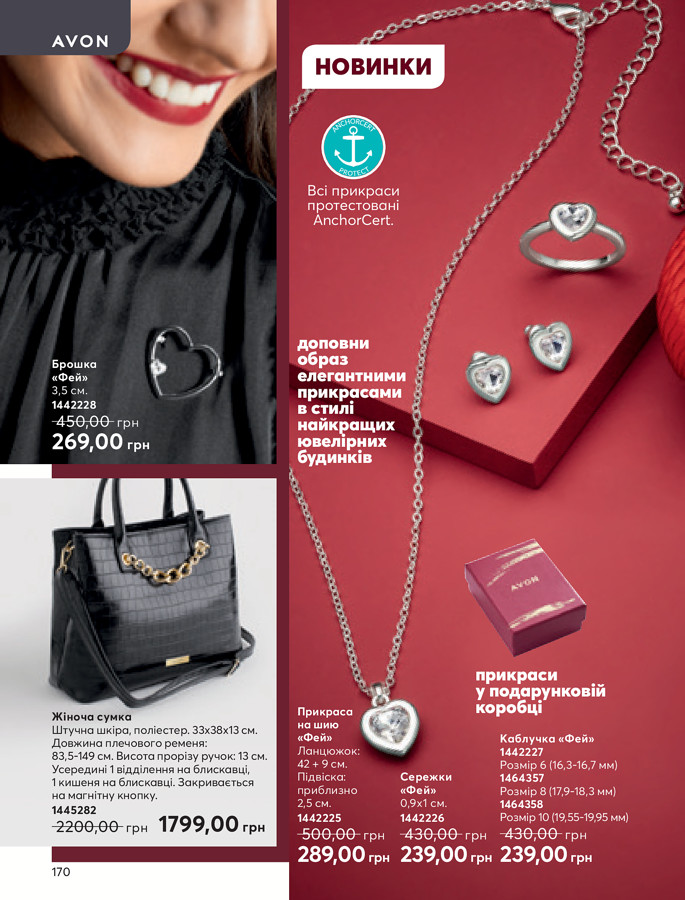 AVON
НОВИНКИ
ANCHORCERT
PROTECT
Всі прикраси
протестовані
AnchorCert.
Брошка
«Фей»
3,5 см.
1442228
450,00 грн
269,00 грн
доповни
образ
елегантними
прикрасами
в стилі
найкращих
ювелірних
будинків
AVON
прикраси
у подарунковій
коробці
Жіноча сумка
Штучна шкіра, поліестер. 33х38х13 см.
Довжина плечового ременя:
83,5-149 см. Висота прорізу ручок: 13 см.
Усередині 1 відділення на блискавці,
1 кишеня на блискавці. Закривається
на магнітну кнопку.
1445282
2200,00 грн 1799,00 грн
Прикраса
на шию
«Фей»
Ланцюжок:
42 + 9 см.
Підвіска:
приблизно
2,5 см.
1442225
500,00 грн
289,00 грн
Сережки
«Фей»
0,9х1 см.
1442226
430,00 грн
239,00 грн
Каблучка «Фей»
1442227
Розмір 6 (16,3-16,7 мм)
1464357
Розмір 8 (17,9-18,3 мм)
1464358
Розмір 10 (19,55-19,95 мм)
430,00 грн
239,00 грн
170